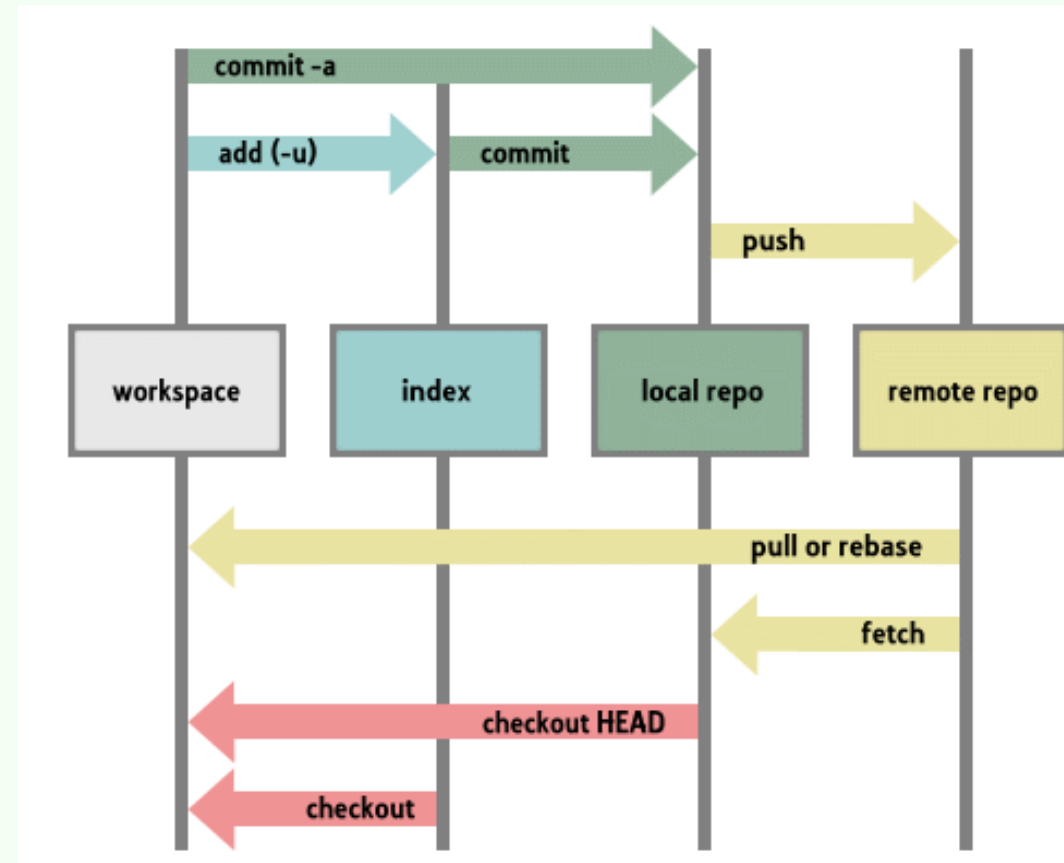 commit -a
add (-u)
commit
push
workspace
index
local repo
remote repo
pull or rebase
fetch
checkout HEAD
checkout